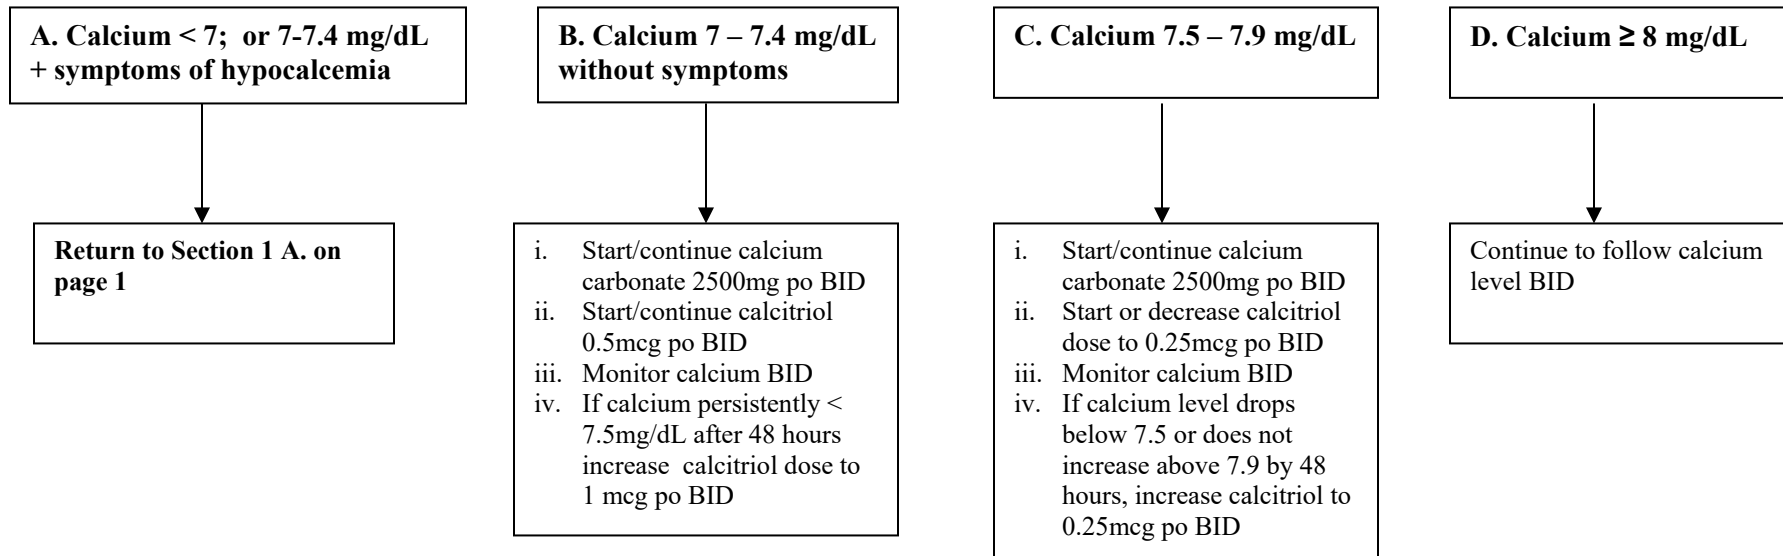 A. Calcium < 7;  or 7-7.4 mg/dL
+ symptoms of hypocalcemia
B. Calcium 7 – 7.4 mg/dL
without symptoms
C. Calcium 7.5 – 7.9 mg/dL
D. Calcium ≥ 8 mg/dL
Return to Section 1 A. on
page 1
i. Start/continue calcium
carbonate 2500mg po BID
ii. Start/continue calcitriol
0.5mcg po BID
iii. Monitor calcium BID
iv. If calcium persistently <
7.5mg/dL after 48 hours
increase  calcitriol dose to
1 mcg po BID
i. Start/continue calcium
carbonate 2500mg po BID
ii. Start or decrease calcitriol
dose to 0.25mcg po BID
iii. Monitor calcium BID
iv. If calcium level drops
below 7.5 or does not
increase above 7.9 by 48
hours, increase calcitriol to
0.25mcg po BID
Continue to follow calcium
level BID